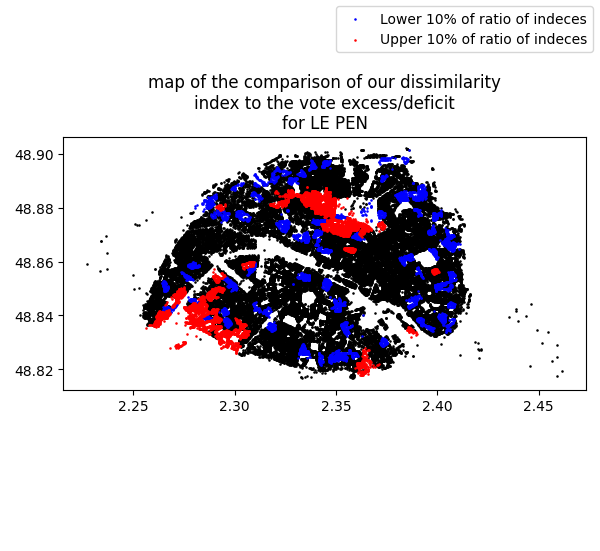 Lower 10% of ratio of indeces
Upper 10% of ratio of indeces
map of the comparison of our dissimilarity
index to the vote excess/deficit
for LE PEN
48.90
48.88
48.86
48.84
48.82
2.25 2.30 2.35 2.40 2.45